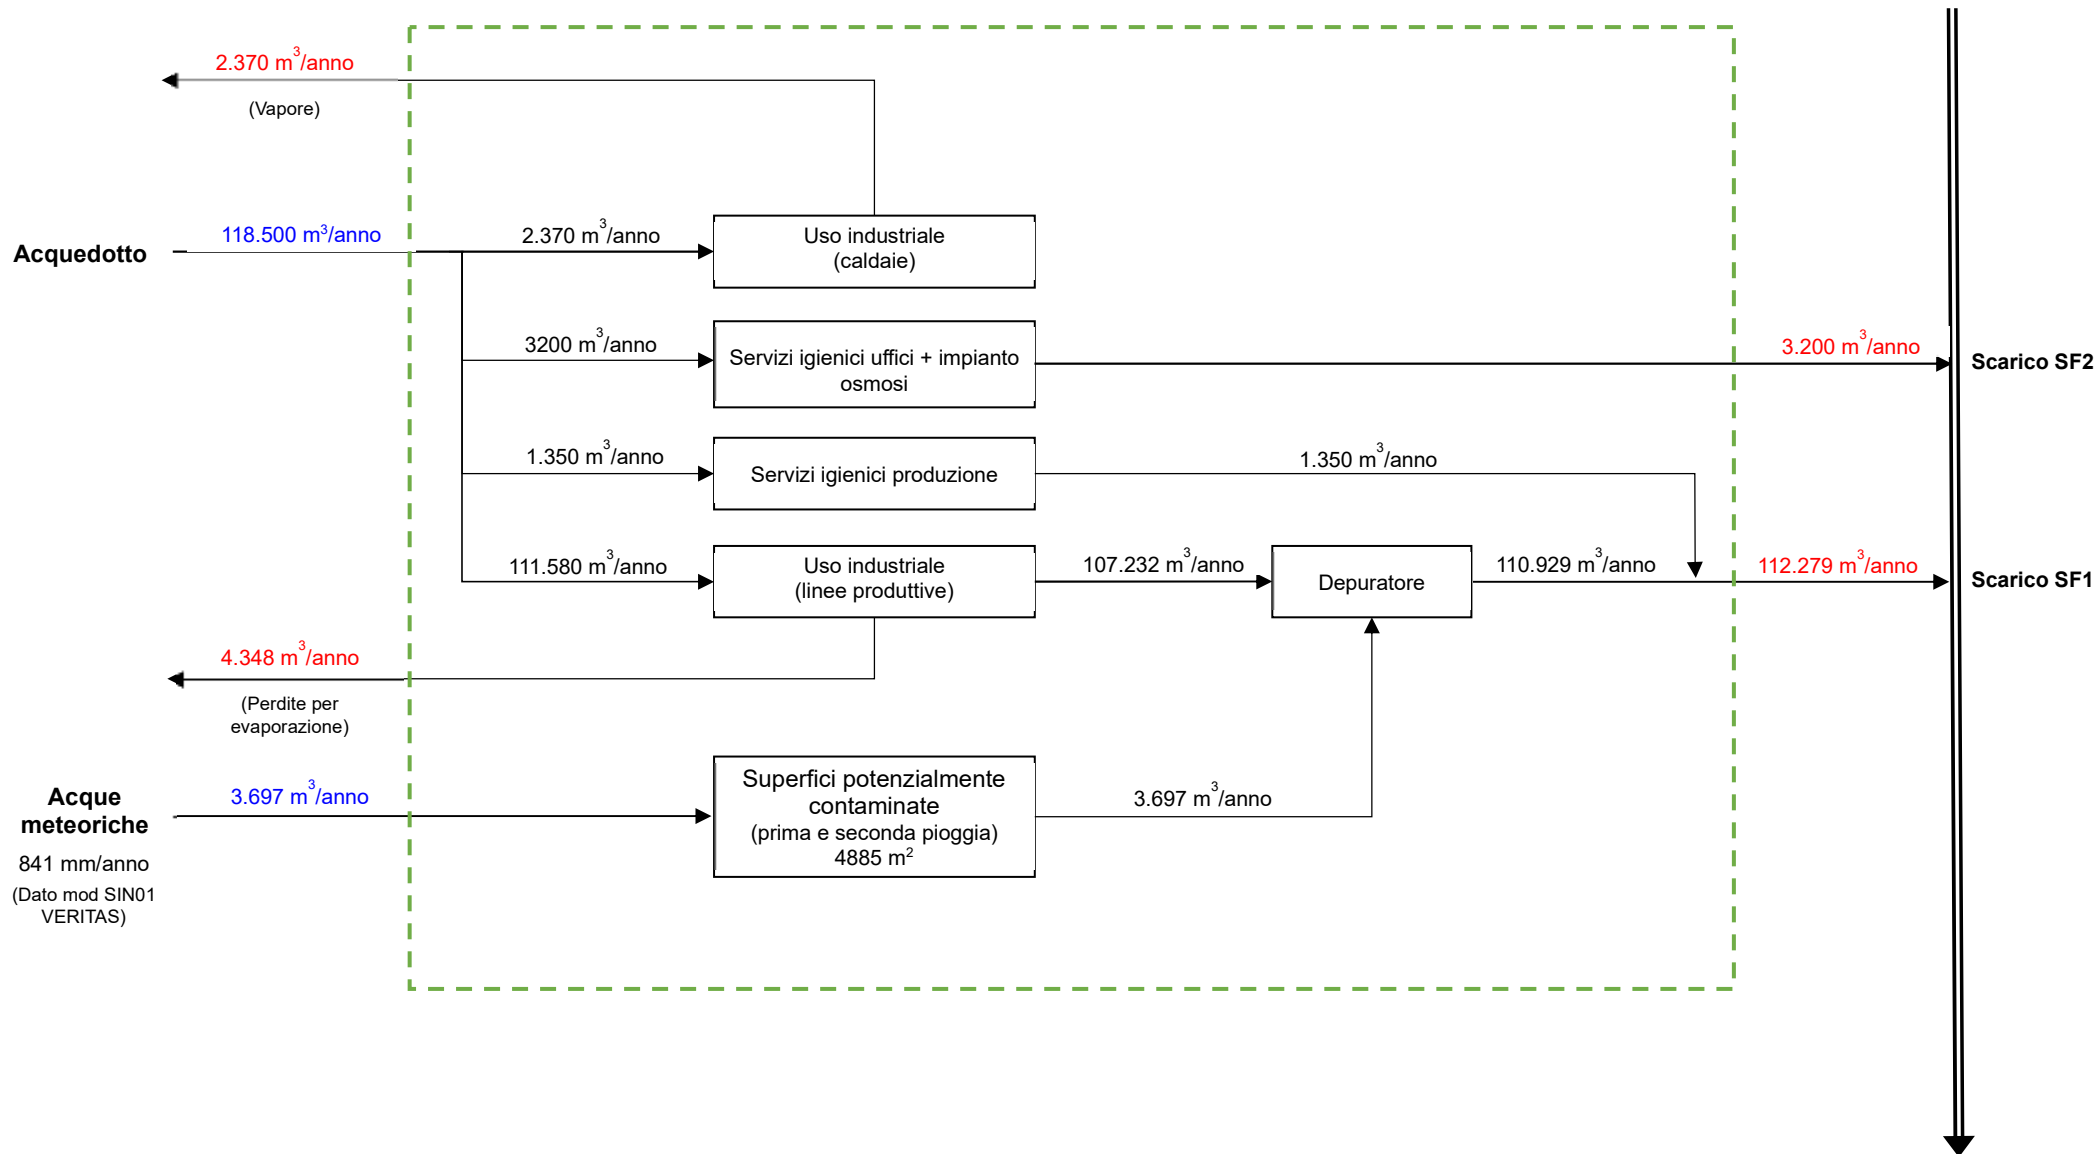 2.370 m³/anno
(Vapore)
Acquedotto
118.500 m³/anno
2.370 m³/anno
Uso industriale
(caldaie)
3200 m³/anno
Servizi igienici uffici + impianto
osmosi
3.200 m³/anno
Scarico SF2
1.350 m³/anno
Servizi igienici produzione
1.350 m³/anno
111.580 m³/anno
Uso industriale
(linee produttive)
107.232 m³/anno
Depuratore
110.929 m³/anno
112.279 m³/anno
Scarico SF1
4.348 m³/anno
(Perdite per
evaporazione)
Acque
meteoriche
841 mm/anno
(Dato mod SIN01
VERITAS)
3.697 m³/anno
Superfici potenzialmente
contaminate
(prima e seconda pioggia)
4885 m²
3.697 m³/anno